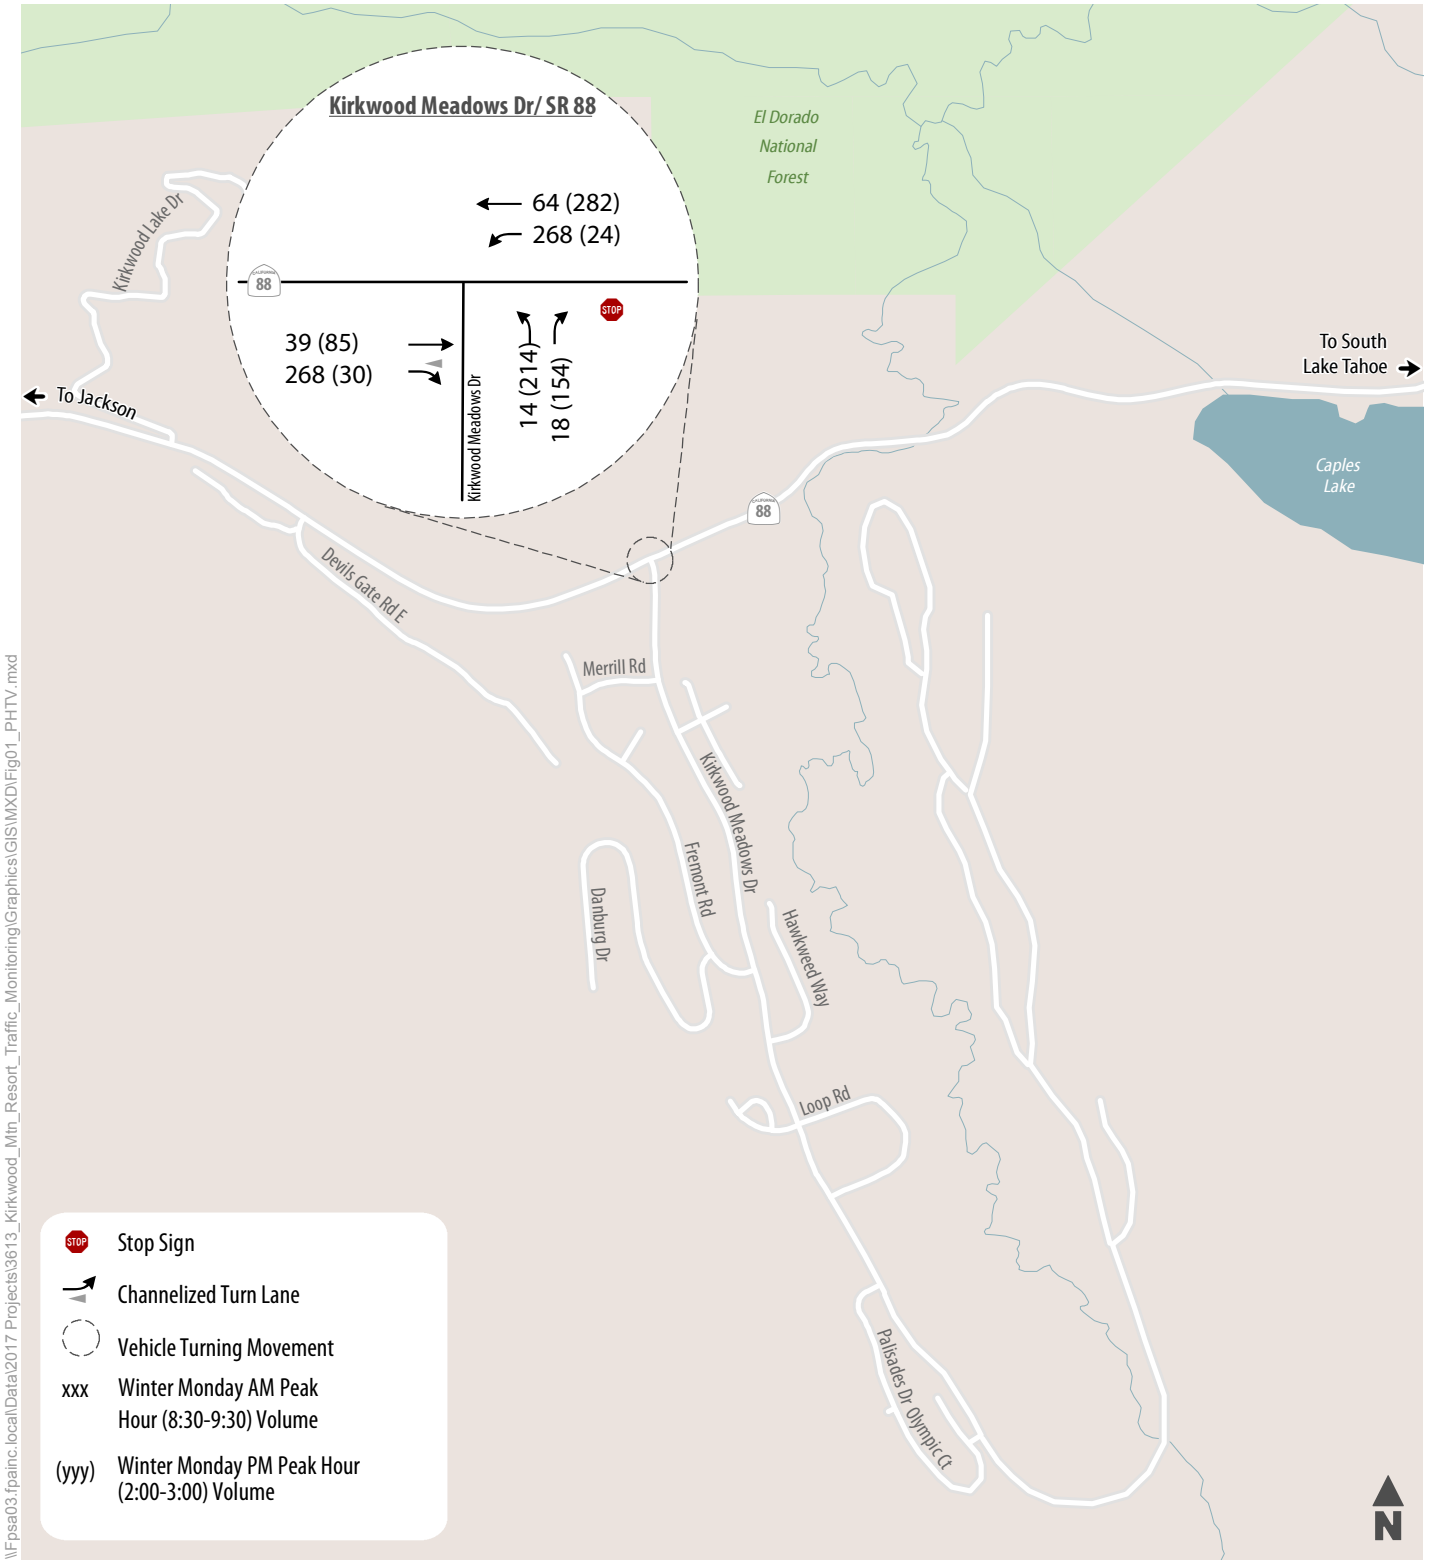 Kirkwood Meadows Dr/ SR 88
El Dorado
National
Forest
64 (282)
268 (24)
Kirkwood Lake Dr
CALIFORNIA
88
STOP
39 (85)
268 (30)
14 (214)
18 (154)
Kirkwood Meadows Dr
To South
Lake Tahoe
To Jackson
Caples
Lake
CALIFORNIA
88
Devils Gate Rd E
Merrill Rd
Kirkwood Meadows Dr
Fremont Rd
Danburg Dr
Hawkweed Way
Loop Rd
Palisades Dr
Olympic Ct
STOP
Stop Sign
Channelized Turn Lane
Vehicle Turning Movement
xxx
Winter Monday AM Peak
Hour (8:30-9:30) Volume
(yyy)
Winter Monday PM Peak Hour
(2:00-3:00) Volume
N
\\Fpsa03.fpainc.local\Data\2017 Projects\3613_Kirkwood_Mtn_Resort_Traffic_Monitoring\Graphics\GIS\MXD\Fig01_PHTV.mxd